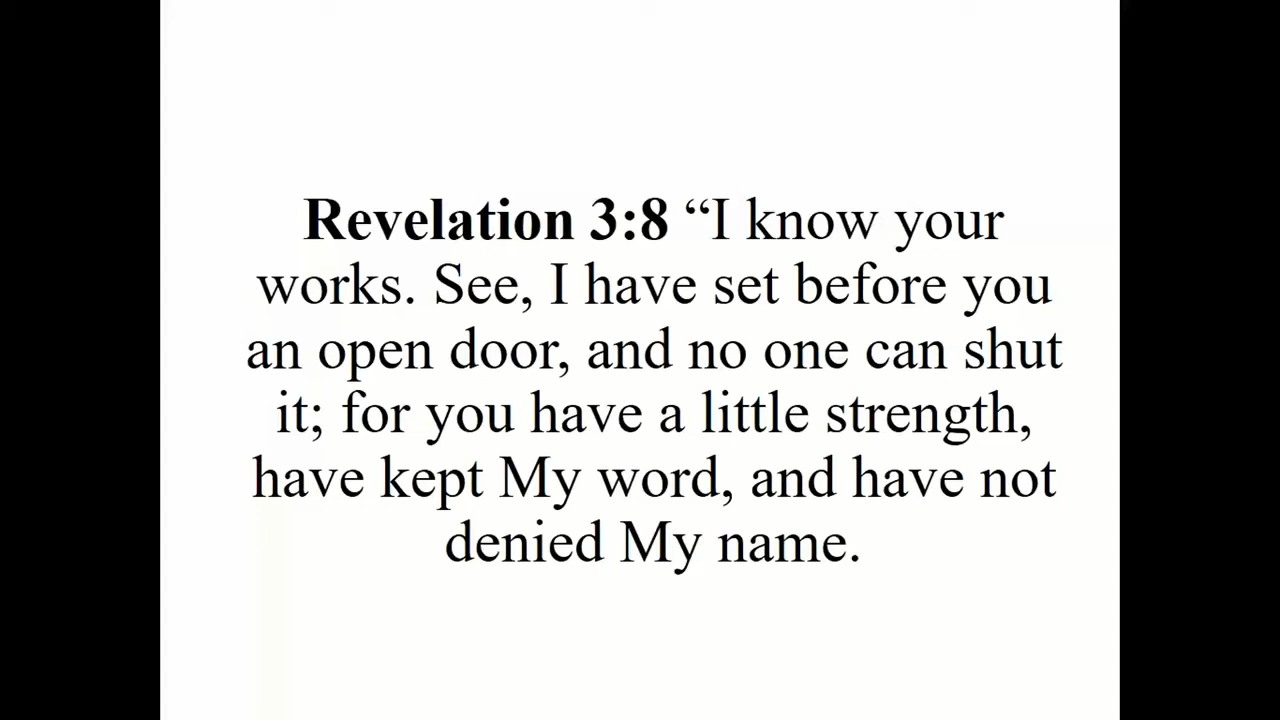 Revelation 3:8 “I know your
works. See, I have set before you
an open door, and no one can shut
it; for you have a little strength,
have kept My word, and have not
denied My name.